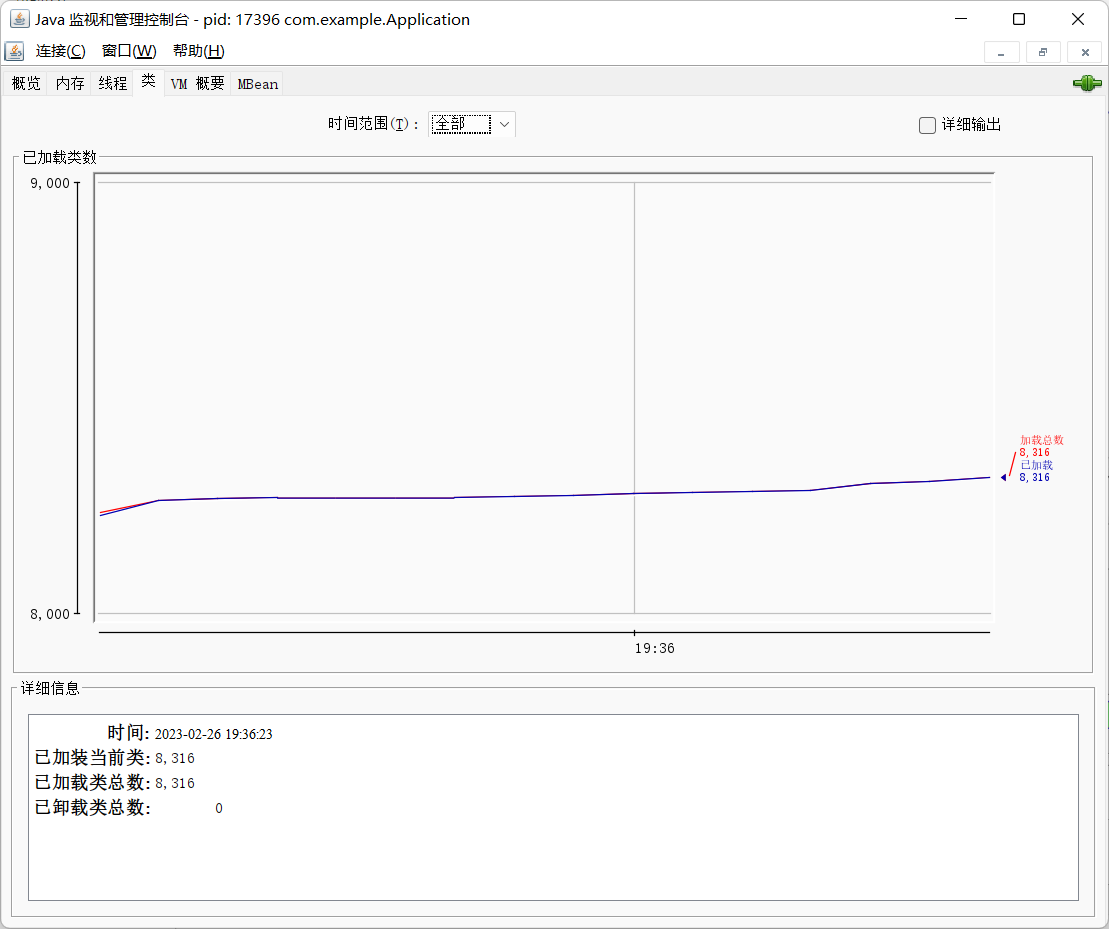 Java 监视和管理控制台 - pid: 17396 com.example.Application
连接(C) 窗口(W) 帮助(H)
概览 内存 线程 类 VM 概要 MBean
时间范围(T): 全部 详细输出
已加载类数
9,000
加载总数
8,316
已加载
8,316
8,000
19:36
详细信息
时间: 2023-02-26 19:36:23
已加装当前类: 8,316
已加载类总数: 8,316
已卸载类总数: 0